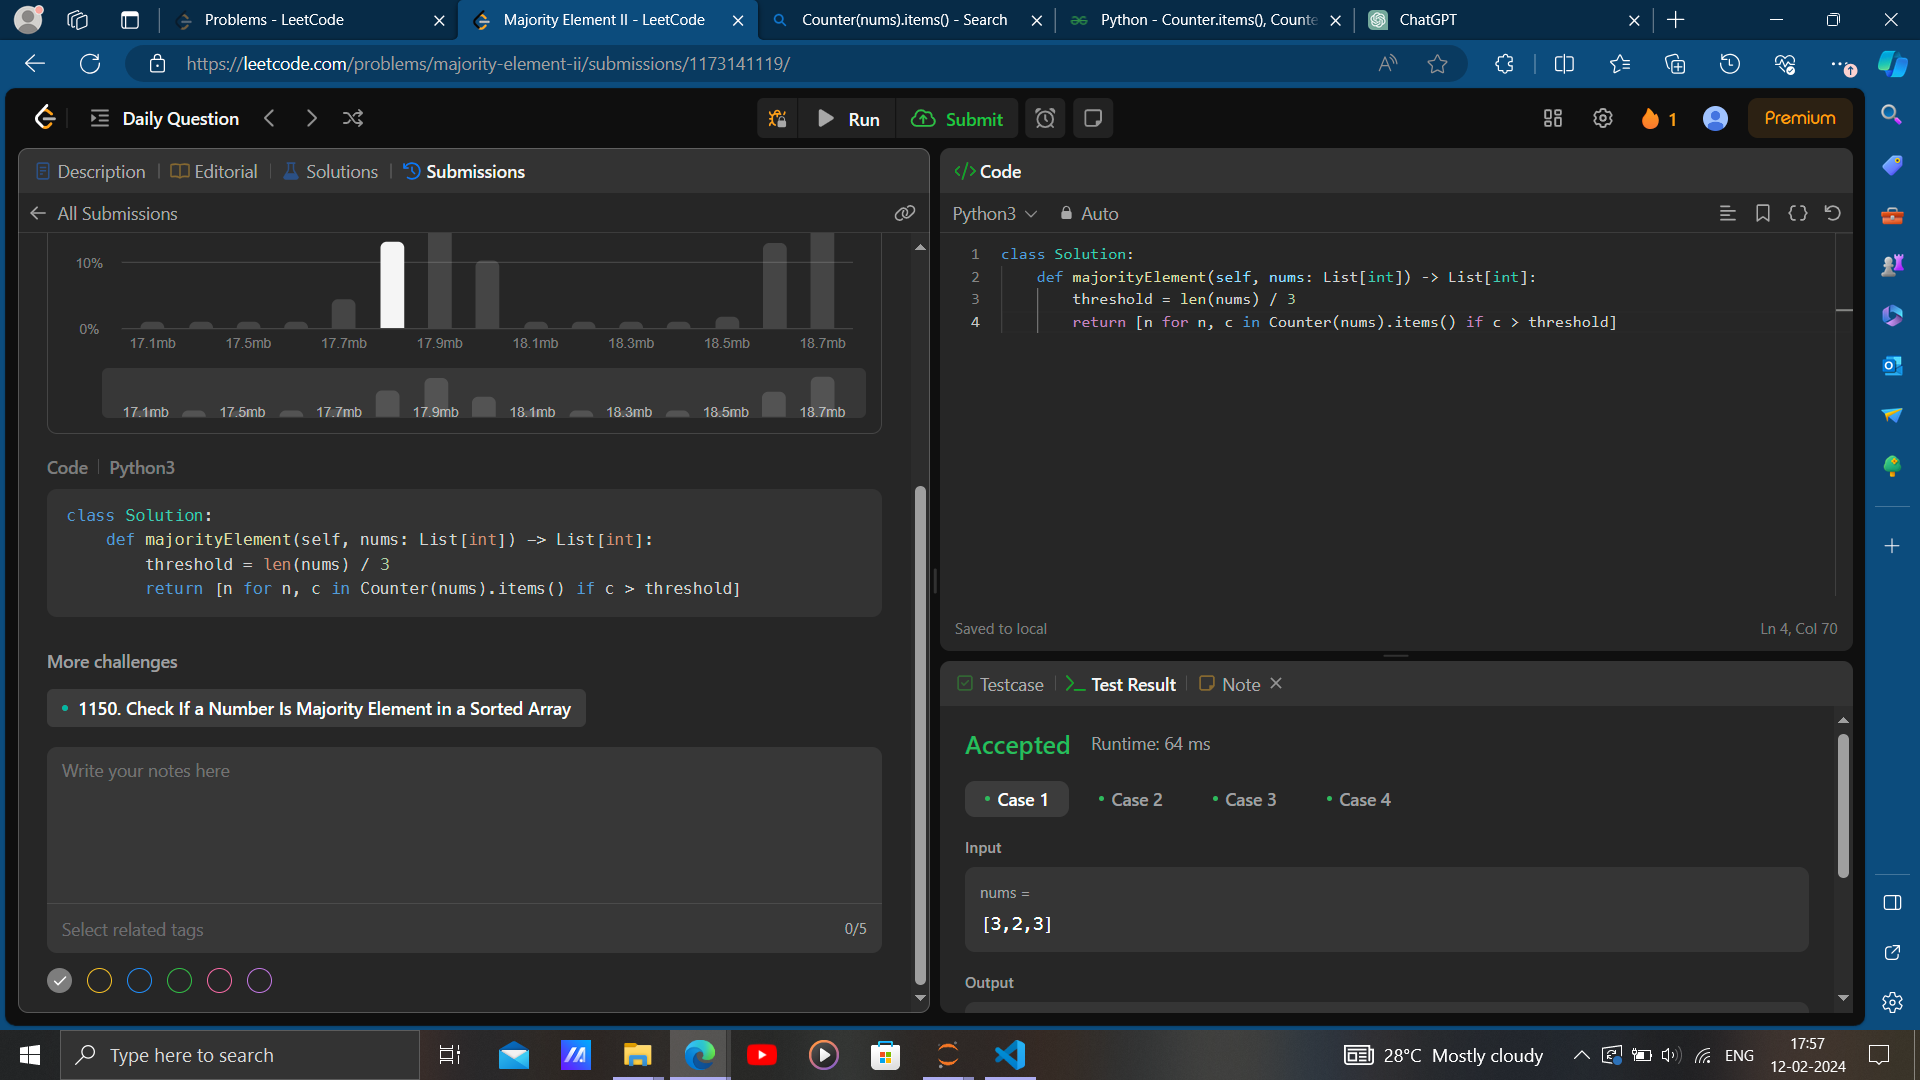 Problems - LeetCode
Majority Element II - LeetCode
Counter(nums).items() - Search
Python - Counter.items(), Counte
ChatGPT
https://leetcode.com/problems/majority-element-ii/submissions/1173141119/
Daily Question
Run
Submit
1
Premium
Description
Editorial
Solutions
Submissions
All Submissions
10%
0%
17.1mb 17.5mb 17.7mb 17.9mb 18.1mb 18.3mb 18.5mb 18.7mb
17.1mb 17.5mb 17.7mb 17.9mb 18.1mb 18.3mb 18.5mb 18.7mb
Code Python3
class Solution:
def majorityElement(self, nums: List[int]) -> List[int]:
threshold = len(nums) / 3
return [n for n, c in Counter(nums).items() if c > threshold]
More challenges
1150. Check If a Number Is Majority Element in a Sorted Array
Write your notes here
Select related tags
0/5
</> Code
Python3
Auto
1 class Solution:
2 def majorityElement(self, nums: List[int]) -> List[int]:
3 threshold = len(nums) / 3
4 return [n for n, c in Counter(nums).items() if c > threshold]
Saved to local
Ln 4, Col 70
Testcase
Test Result
Note
Accepted
Runtime: 64 ms
Case 1
Case 2
Case 3
Case 4
Input
nums =
[3,2,3]
Output
Type here to search
28°C Mostly cloudy
ENG
17:57
12-02-2024